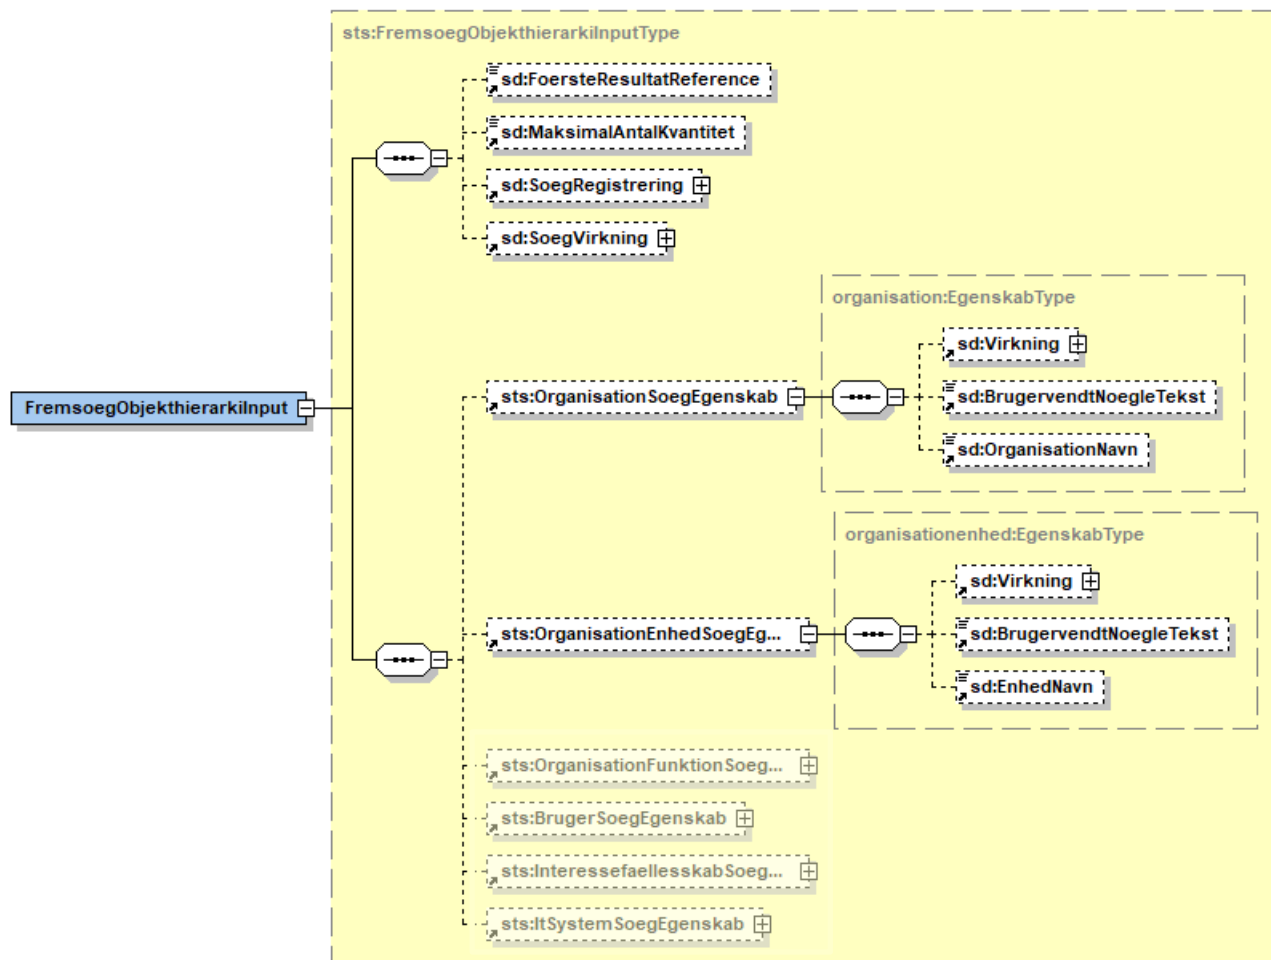 sts:FremsoegObjekthierarkiInputType
sd:FoersteResultatReference
sd:MaksimalAntalKvantitet
sd:SoegRegistrering
sd:SoegVirkning
organisation:EgenskabType
sd:Virkning
FremsoegObjekthierarkiInput
sts:OrganisationSoegEgenskab
sd:BrugervendtNoegleTekst
sd:OrganisationNavn
organisationenhed:EgenskabType
sd:Virkning
sts:OrganisationEnhedSoegEg...
sd:BrugervendtNoegleTekst
sd:EnhedNavn
sts:OrganisationFunktionSoeg...
sts:BrugerSoegEgenskab
sts:InteressefaellesskabSoeg...
sts:ItSystemSoegEgenskab